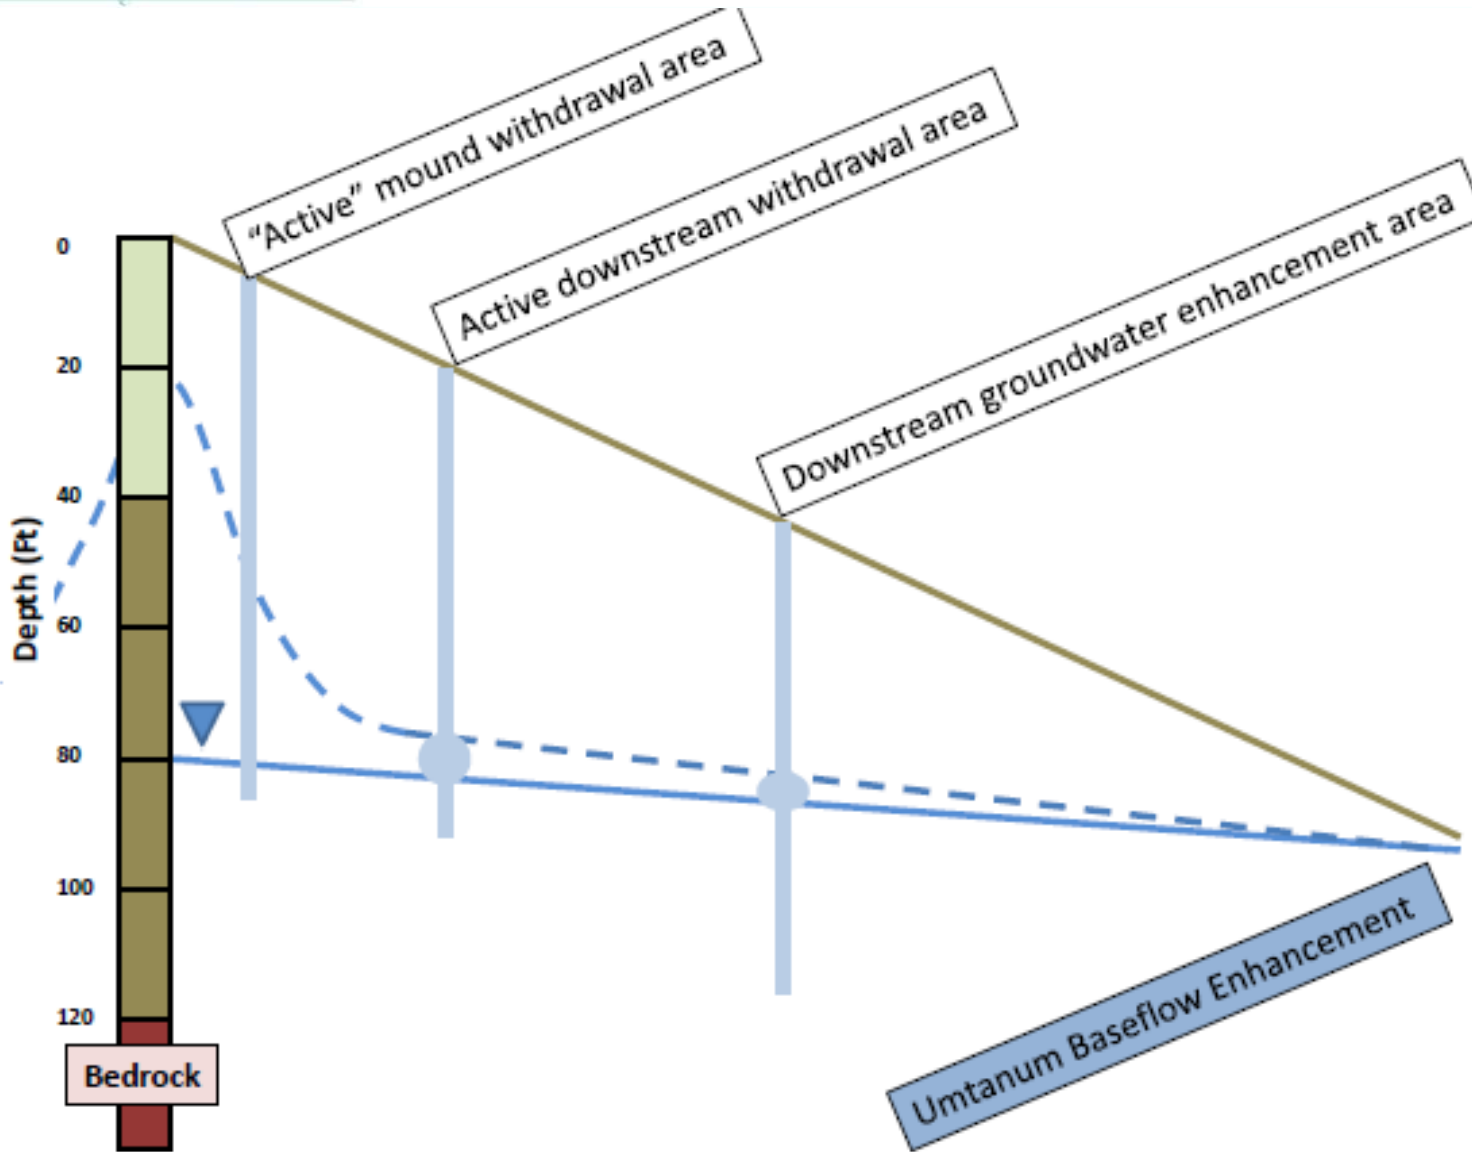 “Active” mound withdrawal area
Active downstream withdrawal area
Downstream groundwater enhancement area
0
20
40
60
80
100
120
Depth (Ft)
Bedrock
Umtanum Baseflow Enhancement